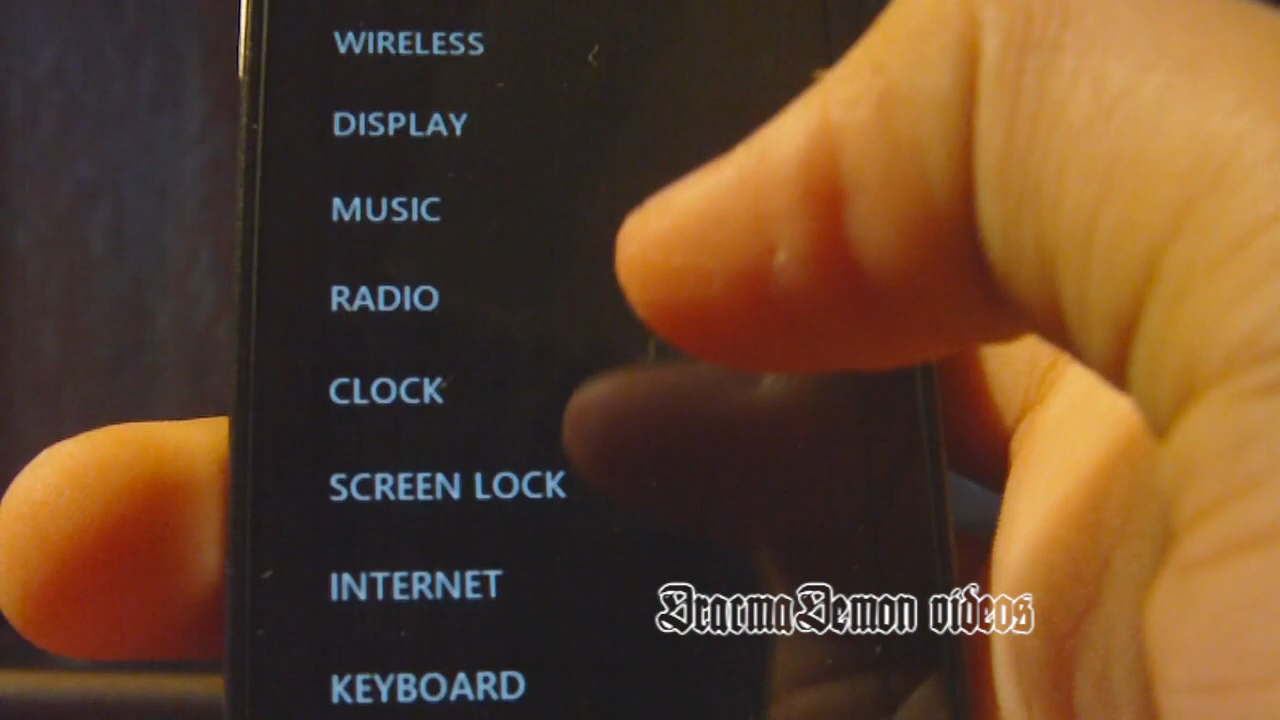 WIRELESS
DISPLAY
MUSIC
RADIO
CLOCK
SCREEN LOCK
INTERNET
DracmaDemon videos
KEYBOARD